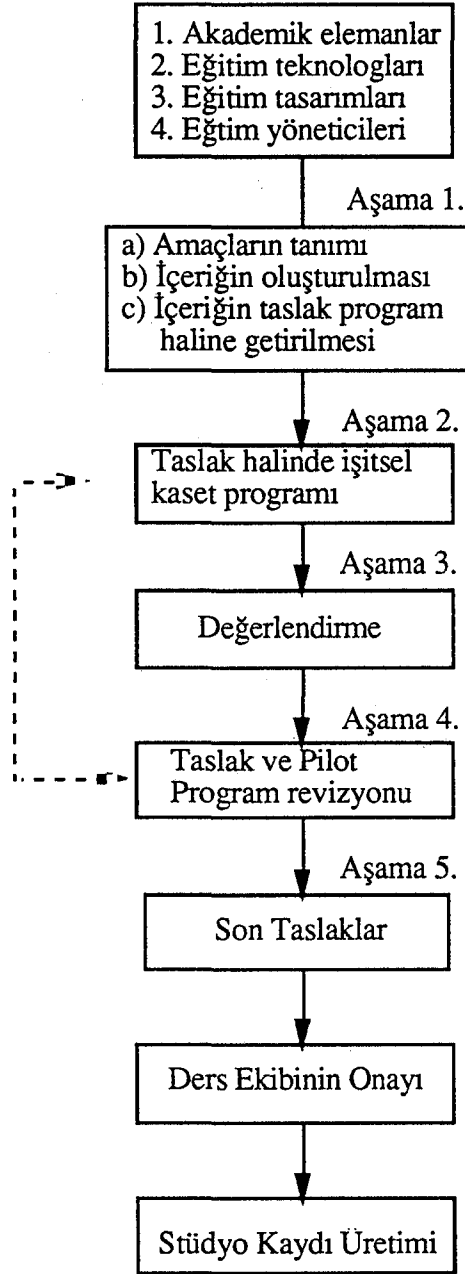 1. Akademik elemanlar
2. Eğitim teknologları
3. Eğitim tasarımları
4. Eğtim yöneticileri
Aşama 1.
a) Amaçların tanımı
b) İçeriğin oluşturulması
c) İçeriğin taslak program
haline getirilmesi
Aşama 2.
Taslak halinde işitsel
kaset programı
Aşama 3.
Değerlendirme
Aşama 4.
Taslak ve Pilot
Program revizyonu
Aşama 5.
Son Taslaklar
Ders Ekibinin Onayı
Stüdyo Kaydı Üretimi